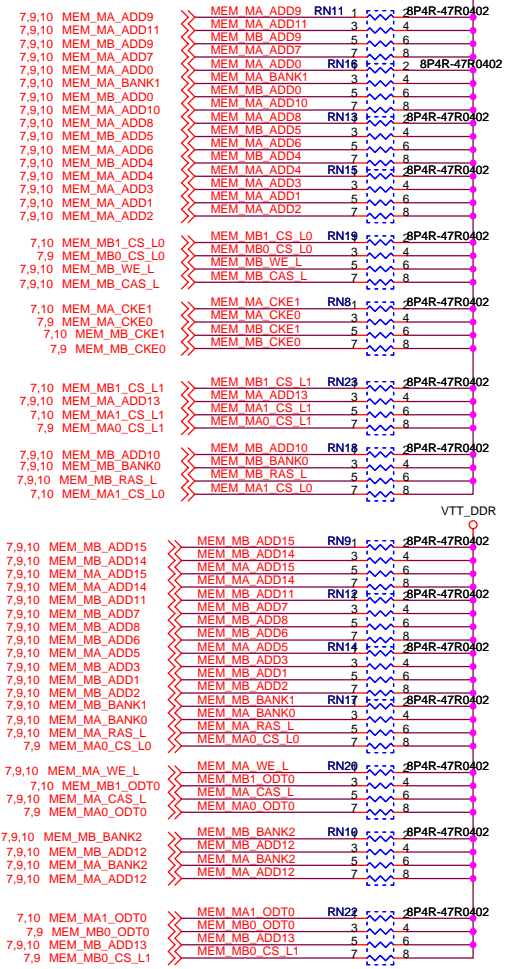 7,9,10 MEM_MA_ADD9 MEM_MA_ADD9 RN11 1 2 8P4R-47R0402
7,9,10 MEM_MA_ADD11 MEM_MA_ADD11 3 4
7,9,10 MEM_MB_ADD9 MEM_MB_ADD9 5 6
7,9,10 MEM_MA_ADD7 MEM_MA_ADD7 7 8
7,9,10 MEM_MA_ADD0 MEM_MA_ADD0 RN16 1 2 8P4R-47R0402
7,9,10 MEM_MA_BANK1 MEM_MA_BANK1 3 4
7,9,10 MEM_MB_ADD0 MEM_MB_ADD0 5 6
7,9,10 MEM_MA_ADD10 MEM_MA_ADD10 7 8
7,9,10 MEM_MA_ADD8 MEM_MA_ADD8 RN13 1 2 8P4R-47R0402
7,9,10 MEM_MB_ADD5 MEM_MB_ADD5 3 4
7,9,10 MEM_MA_ADD6 MEM_MA_ADD6 5 6
7,9,10 MEM_MB_ADD4 MEM_MB_ADD4 7 8
7,9,10 MEM_MA_ADD4 MEM_MA_ADD4 RN15 1 2 8P4R-47R0402
7,9,10 MEM_MA_ADD3 MEM_MA_ADD3 3 4
7,9,10 MEM_MA_ADD1 MEM_MA_ADD1 5 6
7,9,10 MEM_MA_ADD2 MEM_MA_ADD2 7 8
7,10 MEM_MB1_CS_L0 MEM_MB1_CS_L0 RN19 1 2 8P4R-47R0402
7,9 MEM_MB0_CS_L0 MEM_MB0_CS_L0 3 4
7,9,10 MEM_MB_WE_L MEM_MB_WE_L 5 6
7,9,10 MEM_MB_CAS_L MEM_MB_CAS_L 7 8
7,10 MEM_MA_CKE1 MEM_MA_CKE1 RN8 1 2 8P4R-47R0402
7,9 MEM_MA_CKE0 MEM_MA_CKE0 3 4
7,10 MEM_MB_CKE1 MEM_MB_CKE1 5 6
7,9 MEM_MB_CKE0 MEM_MB_CKE0 7 8
7,10 MEM_MB1_CS_L1 MEM_MB1_CS_L1 RN23 1 2 8P4R-47R0402
7,9,10 MEM_MA_ADD13 MEM_MA_ADD13 3 4
7,10 MEM_MA1_CS_L1 MEM_MA1_CS_L1 5 6
7,9 MEM_MA0_CS_L1 MEM_MA0_CS_L1 7 8
7,9,10 MEM_MB_ADD10 MEM_MB_ADD10 RN18 1 2 8P4R-47R0402
7,9,10 MEM_MB_BANK0 MEM_MB_BANK0 3 4
7,9,10 MEM_MB_RAS_L MEM_MB_RAS_L 5 6
7,10 MEM_MA1_CS_L0 MEM_MA1_CS_L0 7 8
VTT_DDR
7,9,10 MEM_MB_ADD15 MEM_MB_ADD15 RN9 1 2 8P4R-47R0402
7,9,10 MEM_MB_ADD14 MEM_MB_ADD14 3 4
7,9,10 MEM_MA_ADD15 MEM_MA_ADD15 5 6
7,9,10 MEM_MA_ADD14 MEM_MA_ADD14 7 8
7,9,10 MEM_MB_ADD11 MEM_MB_ADD11 RN12 1 2 8P4R-47R0402
7,9,10 MEM_MB_ADD7 MEM_MB_ADD7 3 4
7,9,10 MEM_MB_ADD8 MEM_MB_ADD8 5 6
7,9,10 MEM_MB_ADD6 MEM_MB_ADD6 7 8
7,9,10 MEM_MA_ADD5 MEM_MA_ADD5 RN14 1 2 8P4R-47R0402
7,9,10 MEM_MB_ADD3 MEM_MB_ADD3 3 4
7,9,10 MEM_MB_ADD1 MEM_MB_ADD1 5 6
7,9,10 MEM_MB_ADD2 MEM_MB_ADD2 7 8
7,9,10 MEM_MB_BANK1 MEM_MB_BANK1 RN17 1 2 8P4R-47R0402
7,9,10 MEM_MA_BANK0 MEM_MA_BANK0 3 4
7,9,10 MEM_MA_RAS_L MEM_MA_RAS_L 5 6
7,9 MEM_MA0_CS_L0 MEM_MA0_CS_L0 7 8
7,9,10 MEM_MA_WE_L MEM_MA_WE_L RN20 1 2 8P4R-47R0402
7,10 MEM_MB1_ODT0 MEM_MB1_ODT0 3 4
7,9,10 MEM_MA_CAS_L MEM_MA_CAS_L 5 6
7,9 MEM_MA0_ODT0 MEM_MA0_ODT0 7 8
7,9,10 MEM_MB_BANK2 MEM_MB_BANK2 RN10 1 2 8P4R-47R0402
7,9,10 MEM_MB_ADD12 MEM_MB_ADD12 3 4
7,9,10 MEM_MA_BANK2 MEM_MA_BANK2 5 6
7,9,10 MEM_MA_ADD12 MEM_MA_ADD12 7 8
7,10 MEM_MA1_ODT0 MEM_MA1_ODT0 RN22 1 2 8P4R-47R0402
7,9 MEM_MB0_ODT0 MEM_MB0_ODT0 3 4
7,9,10 MEM_MB_ADD13 MEM_MB_ADD13 5 6
7,9 MEM_MB0_CS_L1 MEM_MB0_CS_L1 7 8